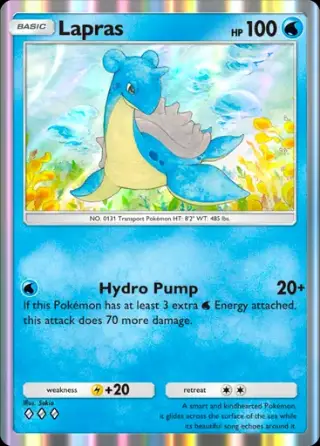 BASIC Lapras HP 100
NO. 0131 Transport Pokémon HT: 8'2" WT: 485 lbs.
Hydro Pump 20+
If this Pokémon has at least 3 extra Energy attached,
this attack does 70 more damage.
weakness +20 retreat
Illus. Sekio
A smart and kindhearted Pokémon,
it glides across the surface of the sea while
its beautiful song echoes around it.